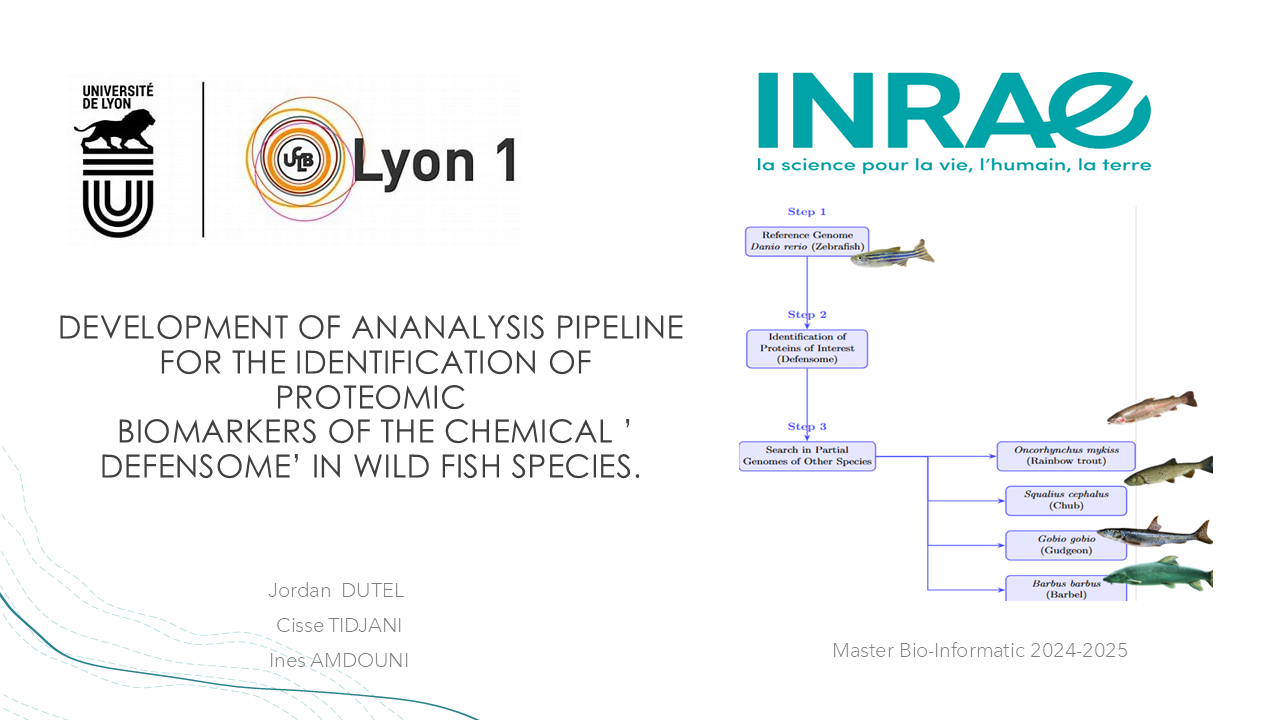 UNIVERSITÉ
DE LYON
UCLB
Lyon 1
INRAE
la science pour la vie, l'humain, la terre
DEVELOPMENT OF ANANALYSIS PIPELINE
FOR THE IDENTIFICATION OF
PROTEOMIC
BIOMARKERS OF THE CHEMICAL ’
DEFENSOME’ IN WILD FISH SPECIES.
Jordan  DUTEL
Cisse TIDJANI
Ines AMDOUNI
Step 1
Reference Genome
Danio rerio (Zebrafish)
Step 2
Identification of
Proteins of Interest
(Defensome)
Step 3
Search in Partial
Genomes of Other Species
Oncorhynchus mykiss
(Rainbow trout)
Squalius cephalus
(Chub)
Gobio gobio
(Gudgeon)
Barbus barbus
(Barbel)
Master Bio-Informatic 2024-2025